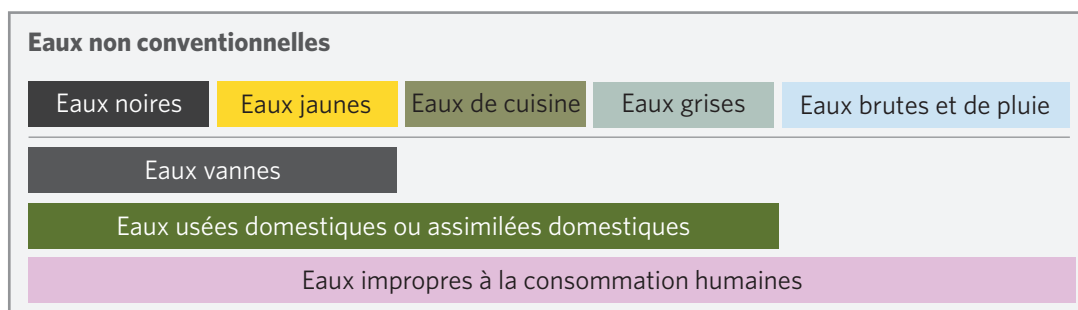 Eaux non conventionnelles
Eaux noires
Eaux jaunes
Eaux de cuisine
Eaux grises
Eaux brutes et de pluie
Eaux vannes
Eaux usées domestiques ou assimilées domestiques
Eaux impropres à la consommation humaines